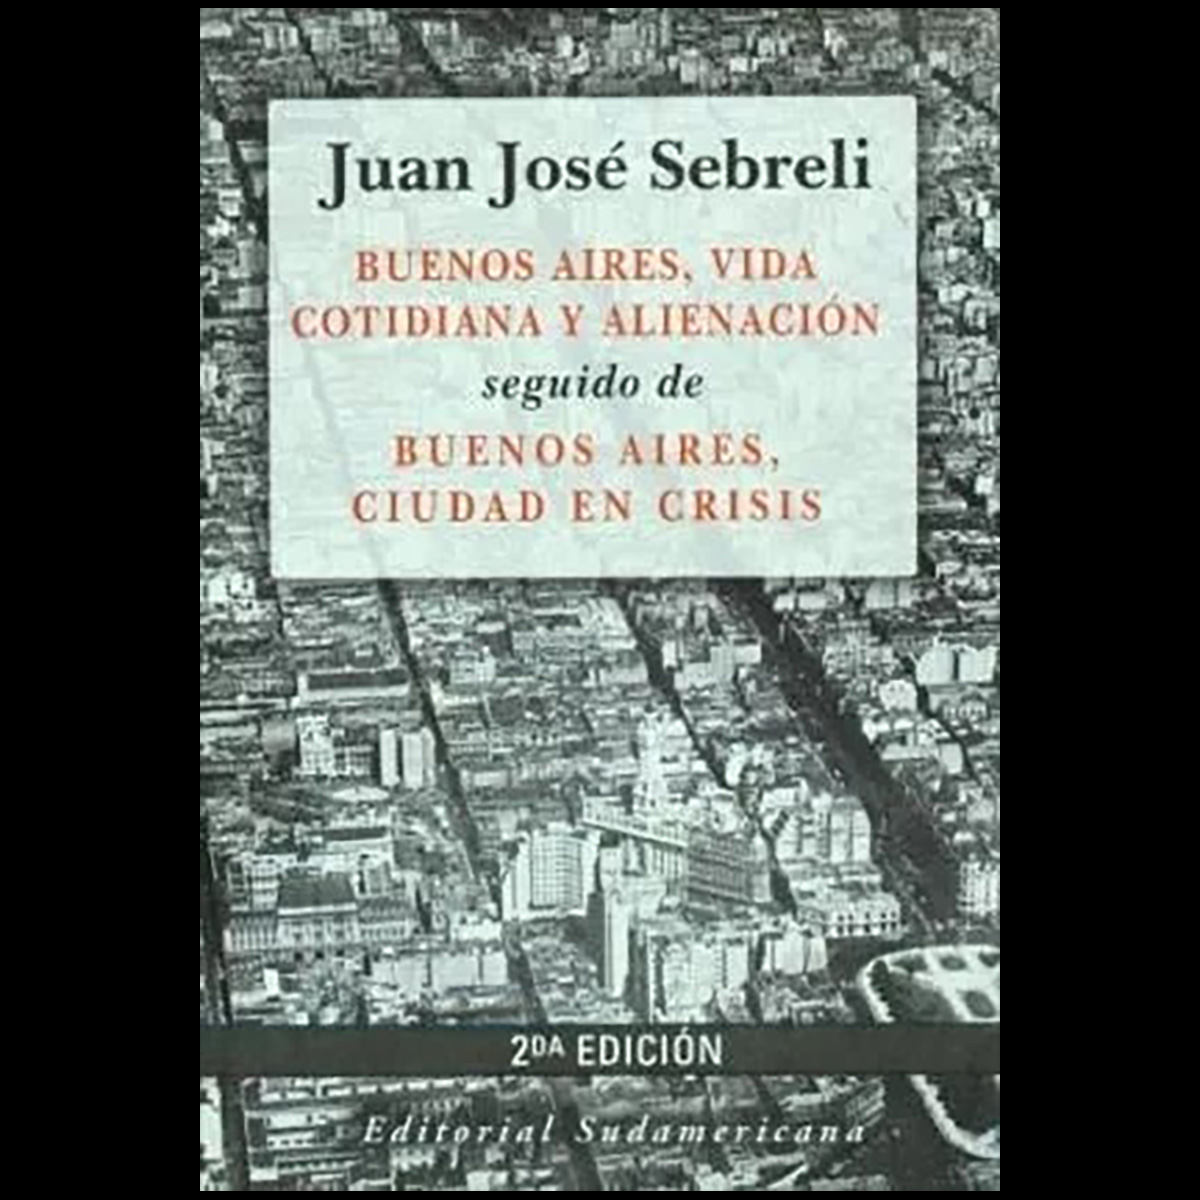 Juan José Sebreli
BUENOS AIRES, VIDA
COTIDIANA Y ALIENACIÓN
seguido de
BUENOS AIRES,
CIUDAD EN CRISIS
2DA EDICIÓN
Editorial Sudamericana